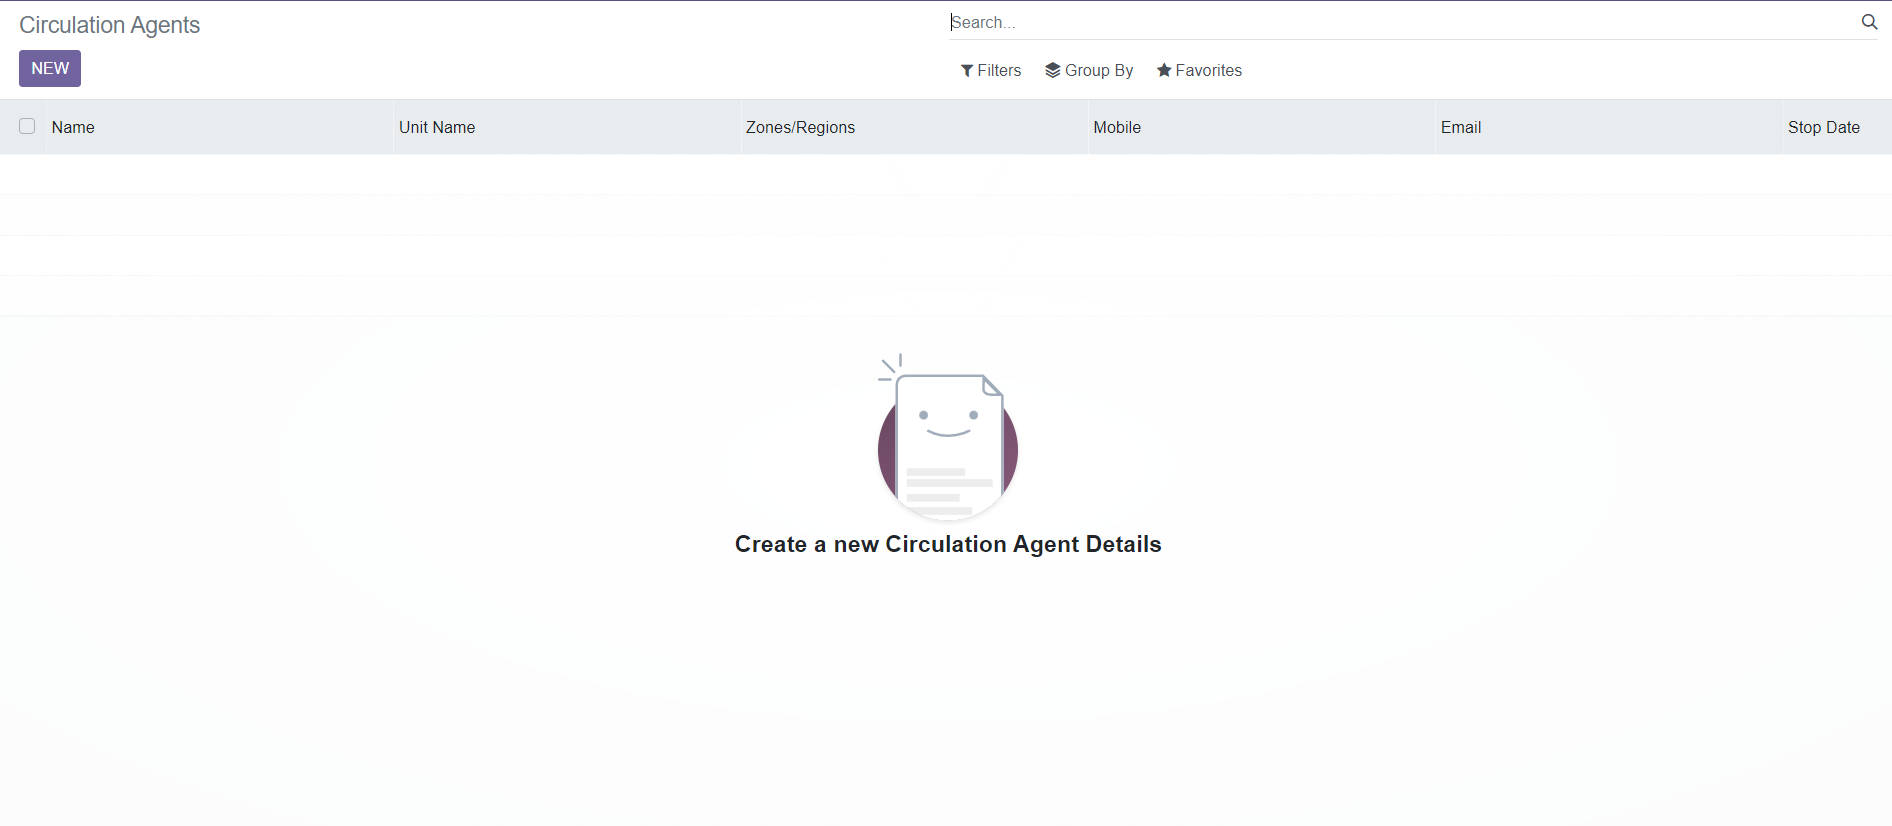 Circulation Agents
Search...
NEW
Filters Group By Favorites
Name Unit Name Zones/Regions Mobile Email Stop Date
Create a new Circulation Agent Details